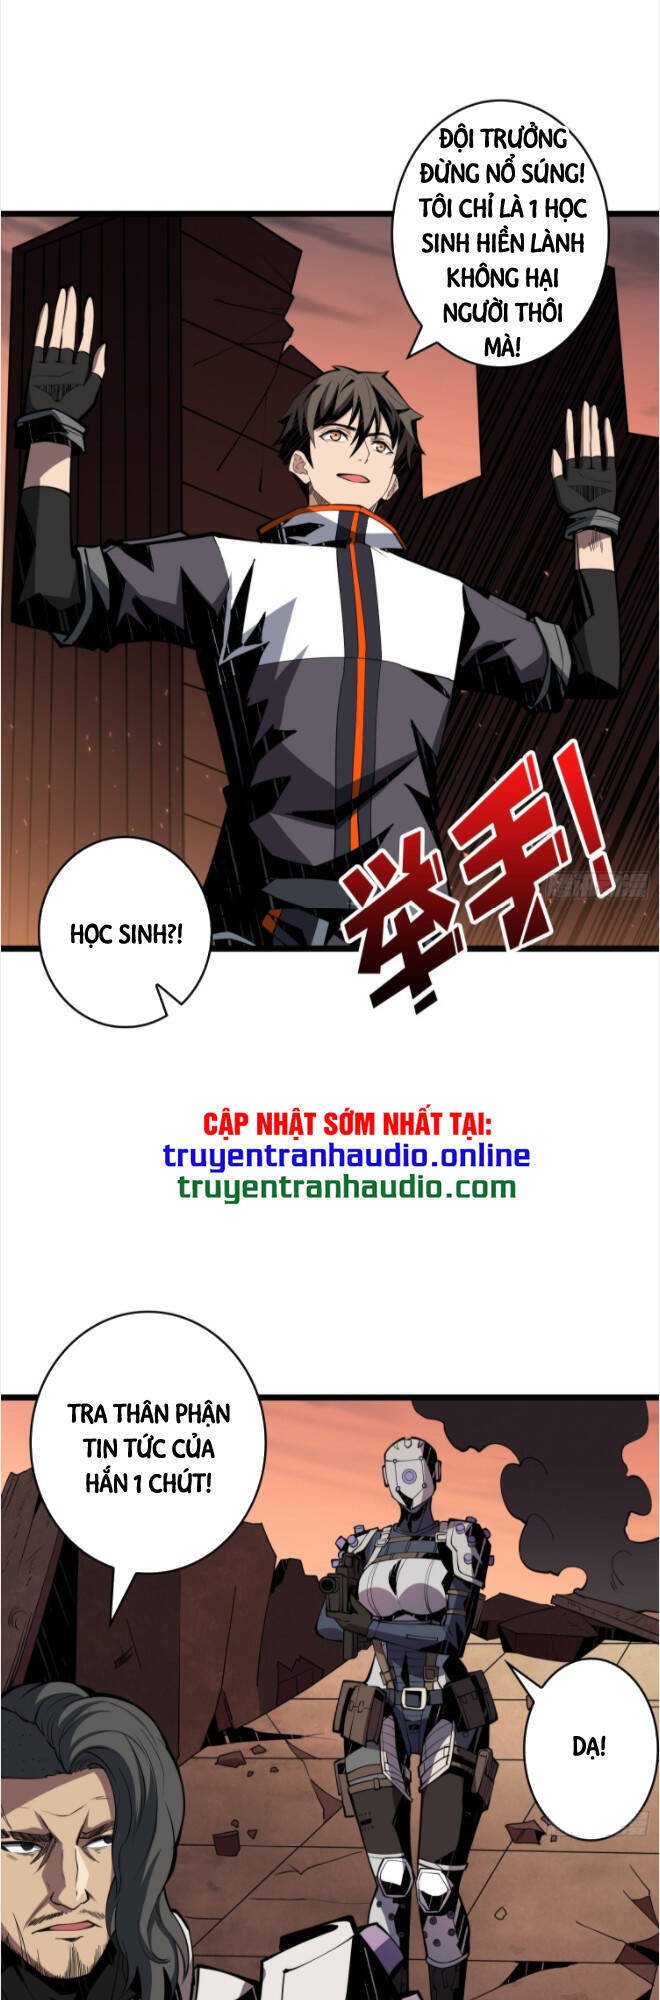 ĐỘI TRƯỞNG
ĐỪNG NỔ SÚNG!
TÔI CHỈ LÀ 1 HỌC
SINH HIỀN LÀNH
KHÔNG HẠI
NGƯỜI THÔI
MÀ!
举手!
HỌC SINH?!
CẬP NHẬT SỚM NHẤT TẠI:
truyentranhaudio.online
truyentranhaudio.com
TRA THÂN PHẬN
TIN TỨC CỦA
HẮN 1 CHÚT!
DẠ!